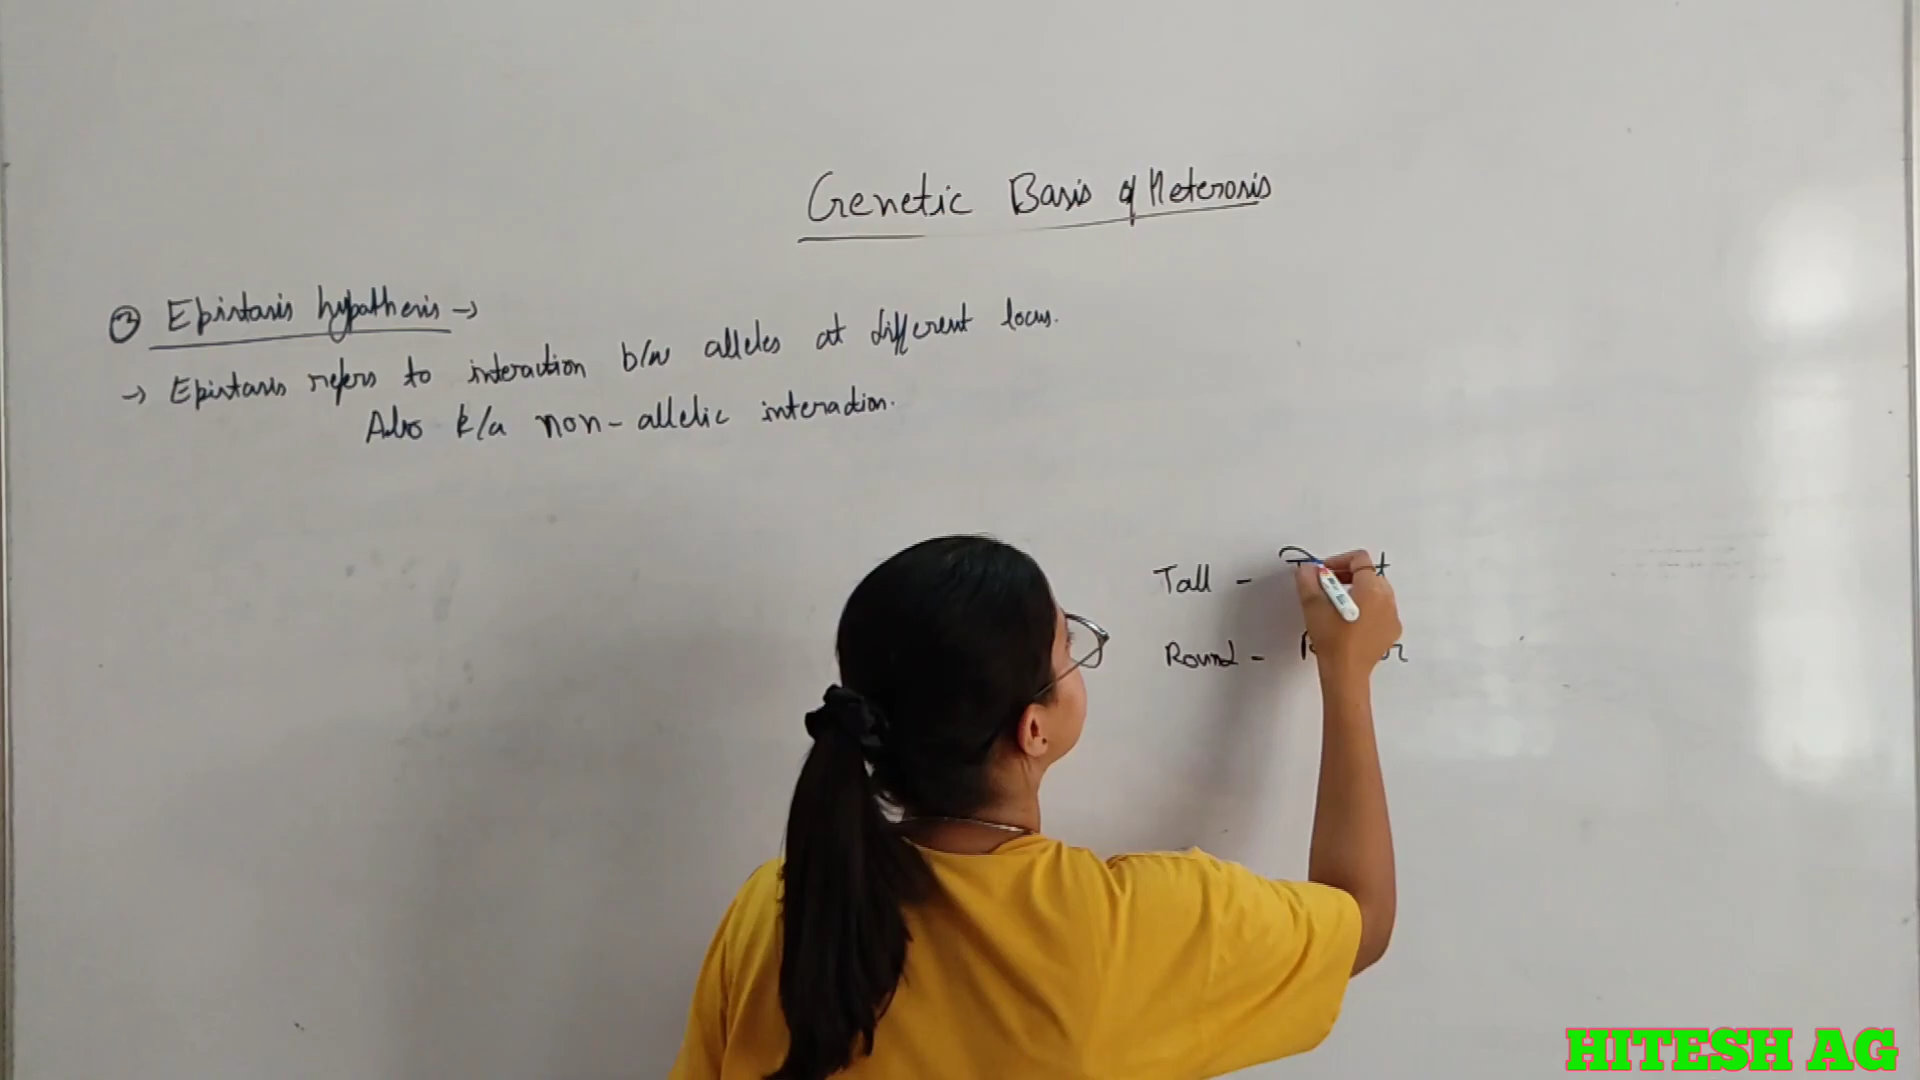 Genetic Basis of Heterosis
③ Epistasis hypothesis →
→ Epistasis refers to interaction b/w alleles at different locus.
Also k/a non-allelic interaction.
Tall -
Round -
HITESH AG